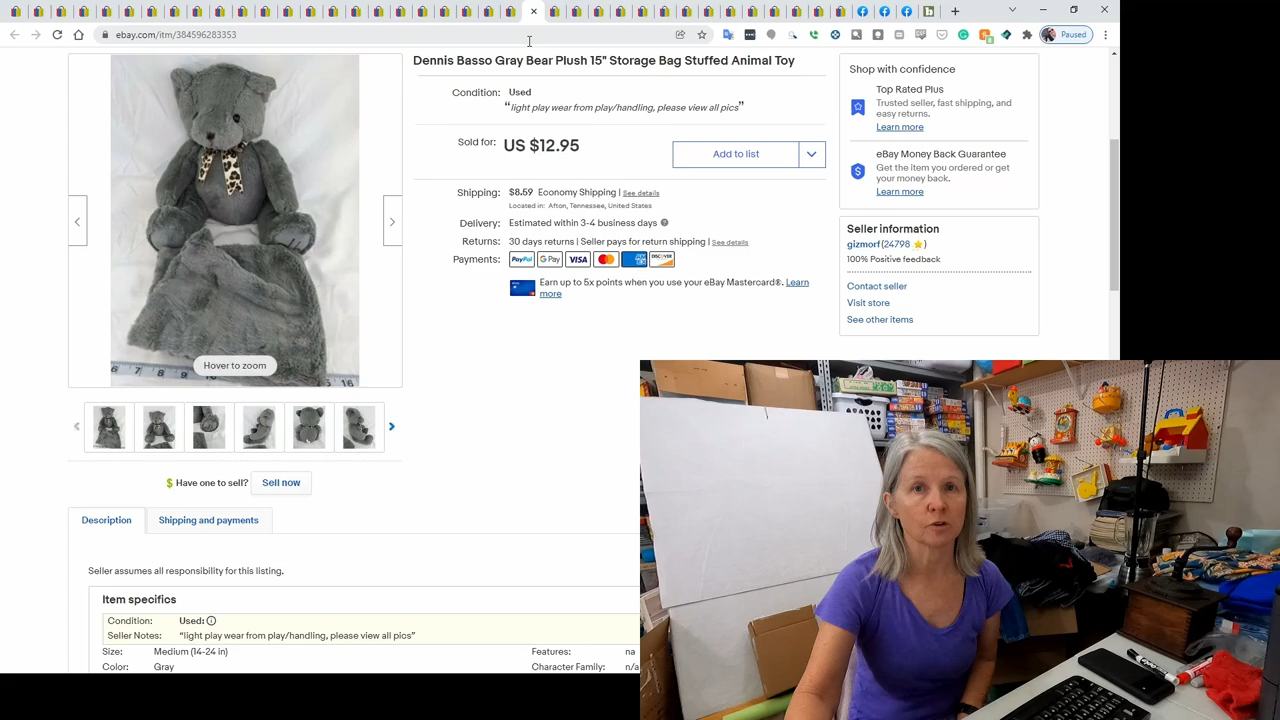 ebay.com/itm/384596283353
Paused
Dennis Basso Gray Bear Plush 15" Storage Bag Stuffed Animal Toy
Condition: Used
“light play wear from play/handling, please view all pics”
Sold for: US $12.95
Add to list
Shipping: $8.59 Economy Shipping | See details
Located in: Afton, Tennessee, United States
Delivery: Estimated within 3-4 business days
Returns: 30 days returns | Seller pays for return shipping | See details
Payments: PayPal G Pay VISA DISCOVER
Earn up to 5x points when you use your eBay Mastercard®. Learn
more
Hover to zoom
$ Have one to sell? Sell now
Description Shipping and payments
Seller assumes all responsibility for this listing.
Item specifics
Condition: Used:
Seller Notes: “light play wear from play/handling, please view all pics”
Size: Medium (14-24 in) Features: na
Color: Gray Character Family: n/a
Shop with confidence
Top Rated Plus
Trusted seller, fast shipping, and
easy returns.
Learn more
eBay Money Back Guarantee
Get the item you ordered or get
your money back.
Learn more
Seller information
gizmorf (24798 )
100% Positive feedback
Contact seller
Visit store
See other items